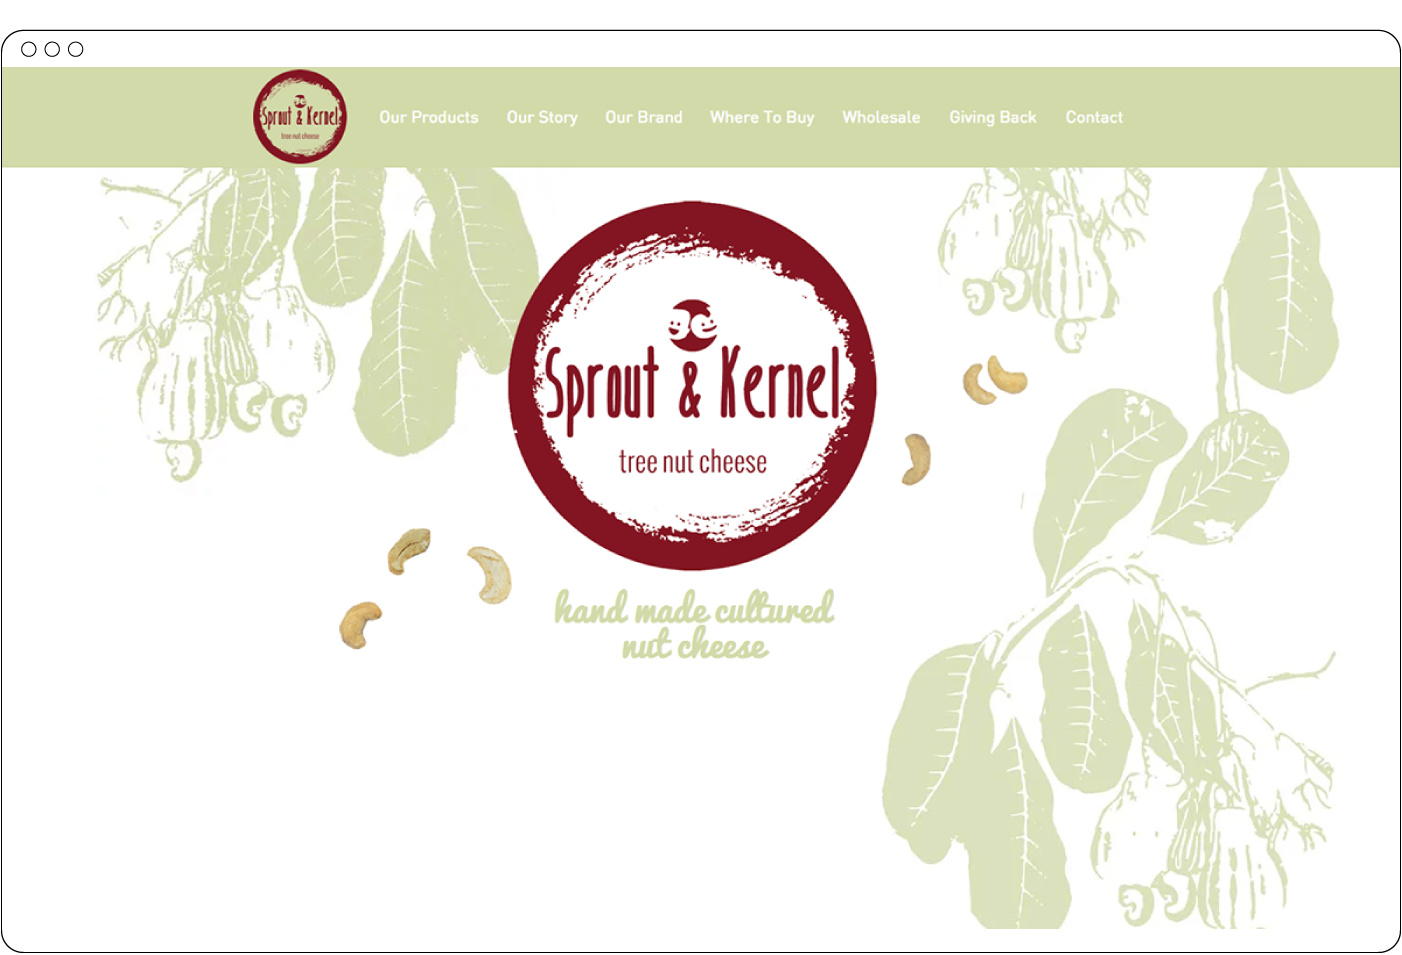 Sprout & Kernel
tree nut cheese
Our Products Our Story Our Brand Where To Buy Wholesale Giving Back Contact
Sprout & Kernel
tree nut cheese
hand made cultured
nut cheese